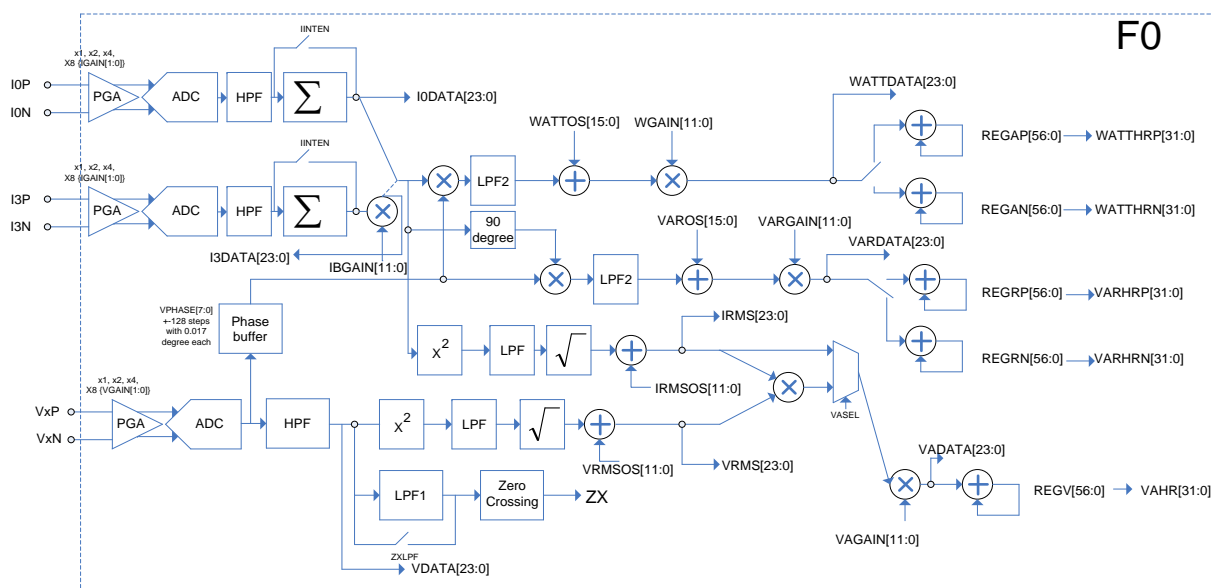 F0
IINTEN
x1, x2, x4,
X8 {IGAIN[1:0]}
I0P
I0N
PGA
ADC
HPF
Σ
I0DATA[23:0]
WATTOS[15:0]
WGAIN[11:0]
WATTDATA[23:0]
REGAP[56:0]
WATTHRP[31:0]
IINTEN
x1, x2, x4,
X8 {IGAIN[1:0]}
I3P
I3N
PGA
ADC
HPF
Σ
LPF2
REGAN[56:0]
WATTHRN[31:0]
90
degree
I3DATA[23:0]
IBGAIN[11:0]
VAROS[15:0]
VARGAIN[11:0]
VARDATA[23:0]
LPF2
REGRP[56:0]
VARHRP[31:0]
VPHASE[7:0]
+-128 steps
with 0.017
degree each
Phase
buffer
IRMS[23:0]
X²
LPF
√
REGRN[56:0]
VARHRN[31:0]
IRMSOS[11:0]
x1, x2, x4,
X8 {VGAIN[1:0]}
VxP
VxN
PGA
ADC
HPF
X²
LPF
√
VASEL
VRMSOS[11:0]
VRMS[23:0]
VADATA[23:0]
LPF1
Zero
Crossing
ZX
REGV[56:0]
VAHR[31:0]
ZXLPF
VDATA[23:0]
VAGAIN[11:0]